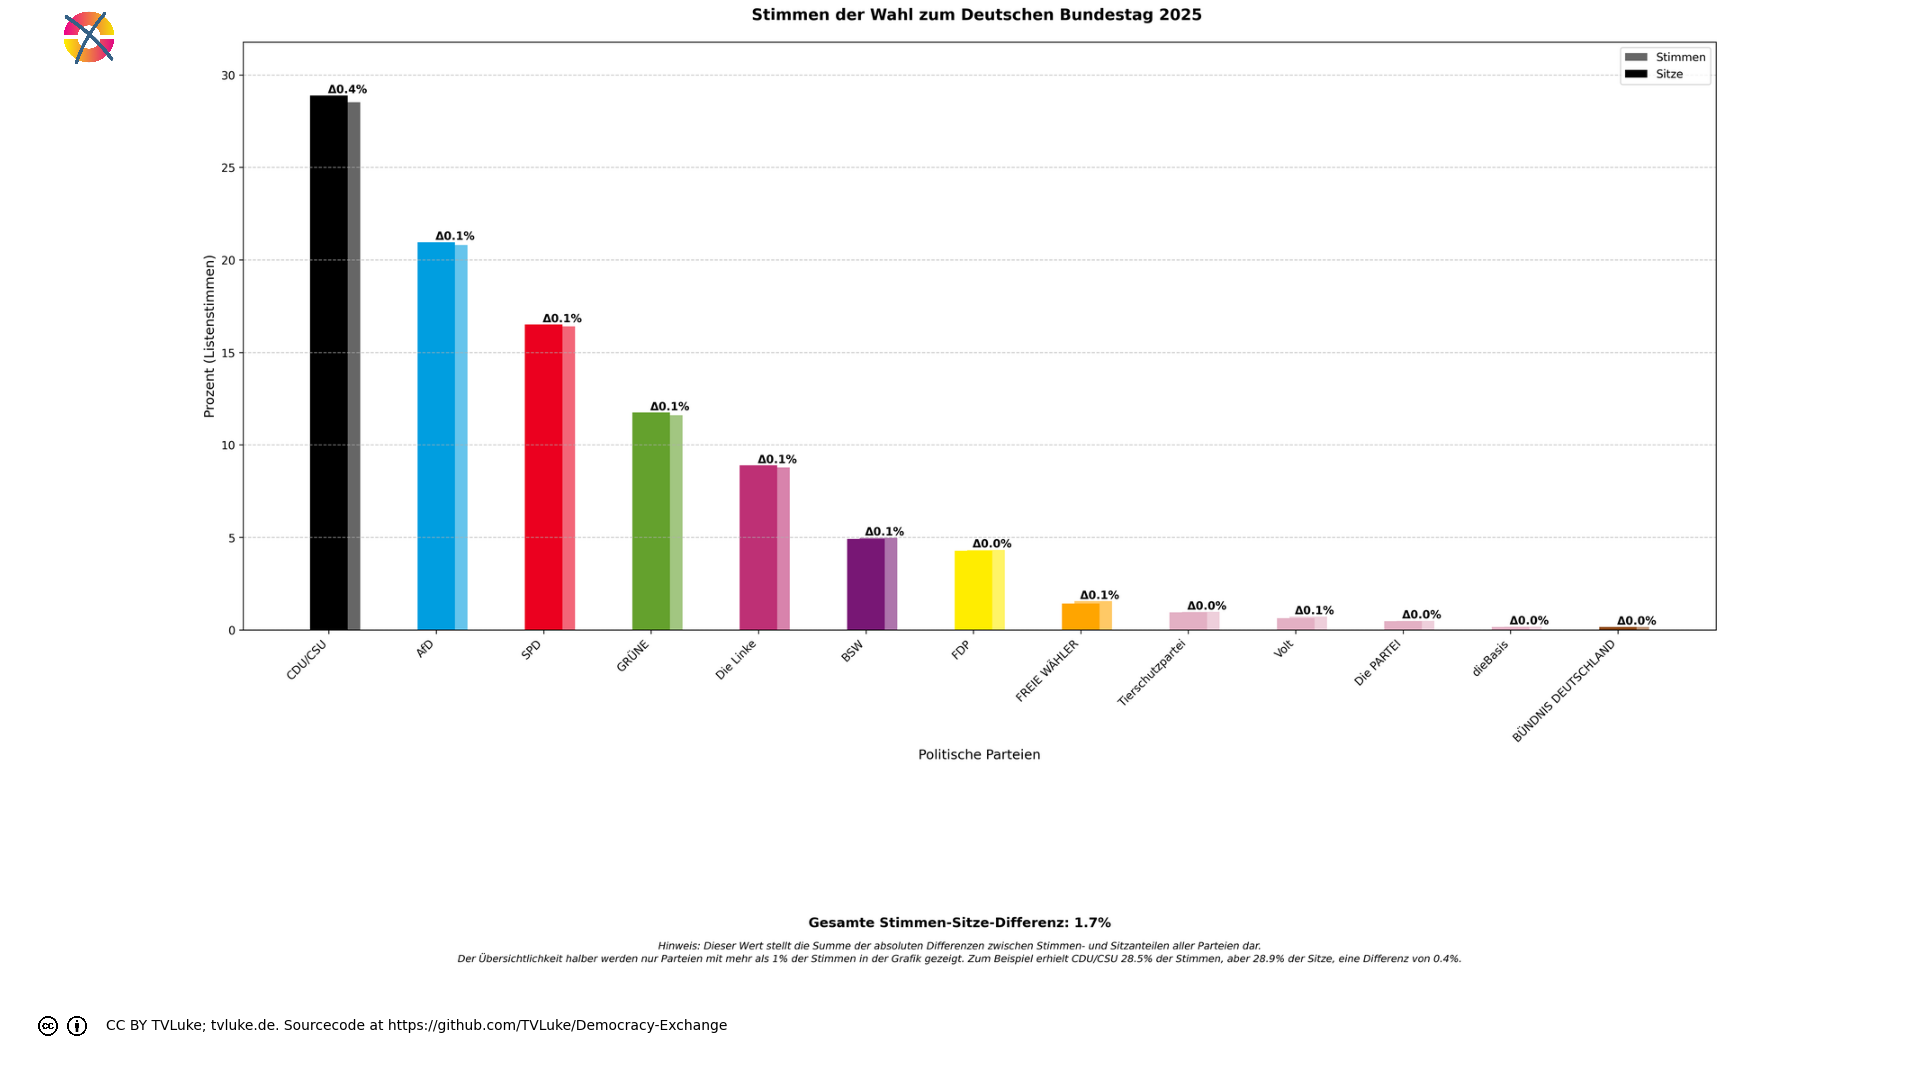 Stimmen der Wahl zum Deutschen Bundestag 2025
Stimmen
Sitze
Prozent (Listenstimmen)
30
25
20
15
10
5
0
Δ0.4%
Δ0.1%
Δ0.1%
Δ0.1%
Δ0.1%
Δ0.1%
Δ0.0%
Δ0.1%
Δ0.0%
Δ0.1%
Δ0.0%
Δ0.0%
Δ0.0%
CDU/CSU
AfD
SPD
GRÜNE
Die Linke
BSW
FDP
FREIE WÄHLER
Tierschutzpartei
Volt
Die PARTEI
dieBasis
BÜNDNIS DEUTSCHLAND
Politische Parteien
Gesamte Stimmen-Sitze-Differenz: 1.7%
Hinweis: Dieser Wert stellt die Summe der absoluten Differenzen zwischen Stimmen- und Sitzanteilen aller Parteien dar.
Der Übersichtlichkeit halber werden nur Parteien mit mehr als 1% der Stimmen in der Grafik gezeigt. Zum Beispiel erhielt CDU/CSU 28.5% der Stimmen, aber 28.9% der Sitze, eine Differenz von 0.4%.
cc CC BY TVLuke; tvluke.de. Sourcecode at https://github.com/TVLuke/Democracy-Exchange